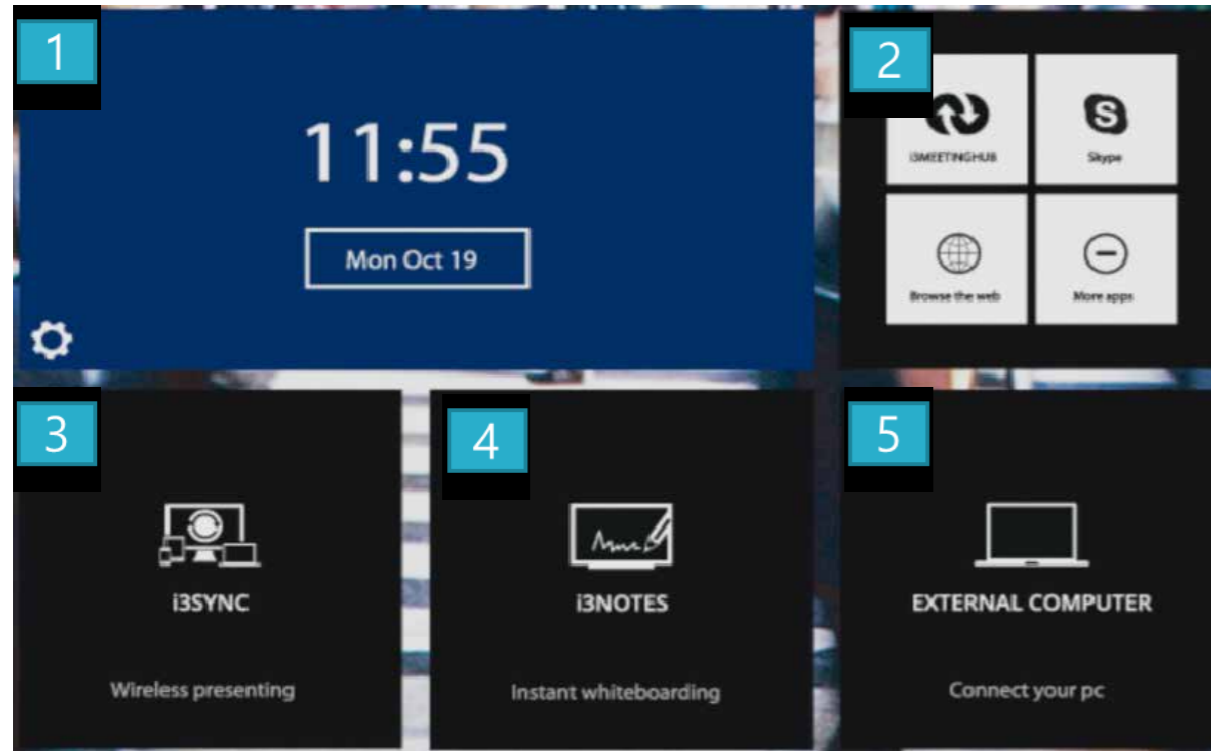 1
11:55
Mon Oct 19
2
i3MEETINGHUB
Skype
Browse the web
More apps
3
i3SYNC
Wireless presenting
4
i3NOTES
Instant whiteboarding
5
EXTERNAL COMPUTER
Connect your pc